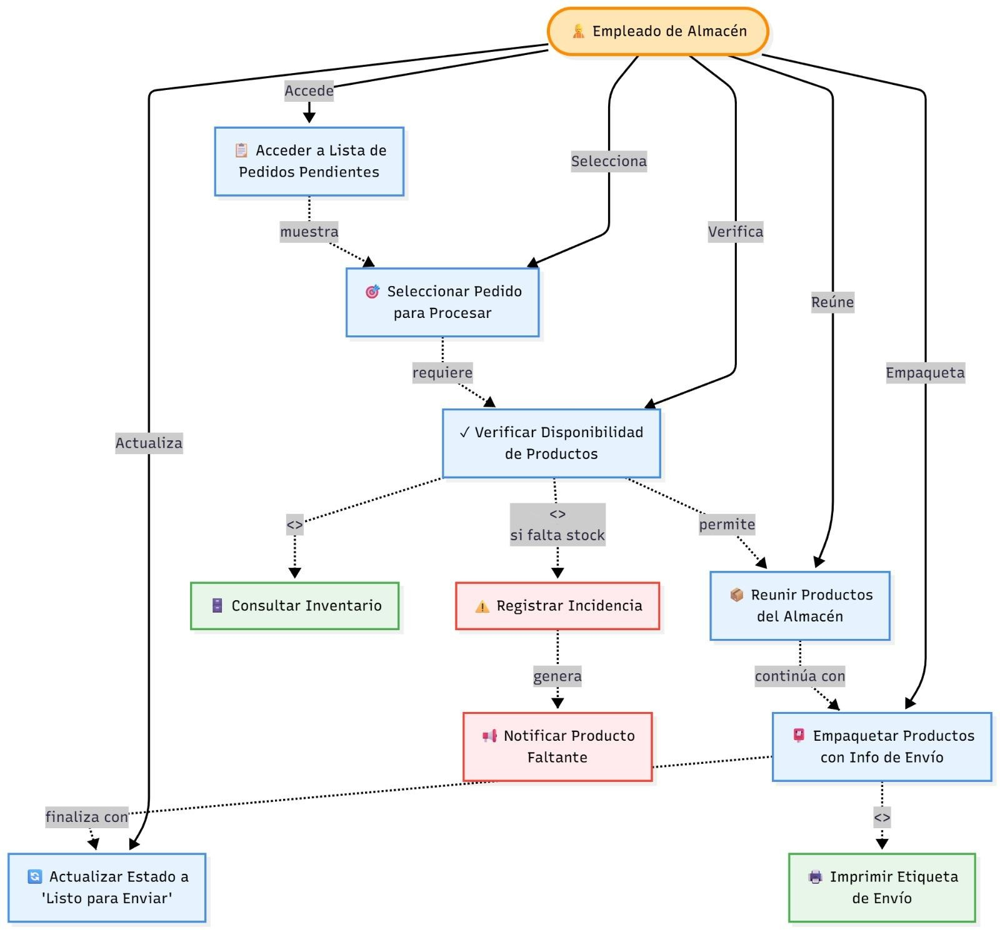 Empleado de Almacén
Accede
Acceder a Lista de
Pedidos Pendientes
Selecciona
muestra
Verifica
Seleccionar Pedido
para Procesar
Reúne
requiere
Empaqueta
✓ Verificar Disponibilidad
de Productos
Actualiza
<>
<>
si falta stock
permite
Consultar Inventario
Registrar Incidencia
Reunir Productos
del Almacén
genera
continúa con
Notificar Producto
Faltante
Empaquetar Productos
con Info de Envío
finaliza con
<>
Actualizar Estado a
'Listo para Enviar'
Imprimir Etiqueta
de Envío